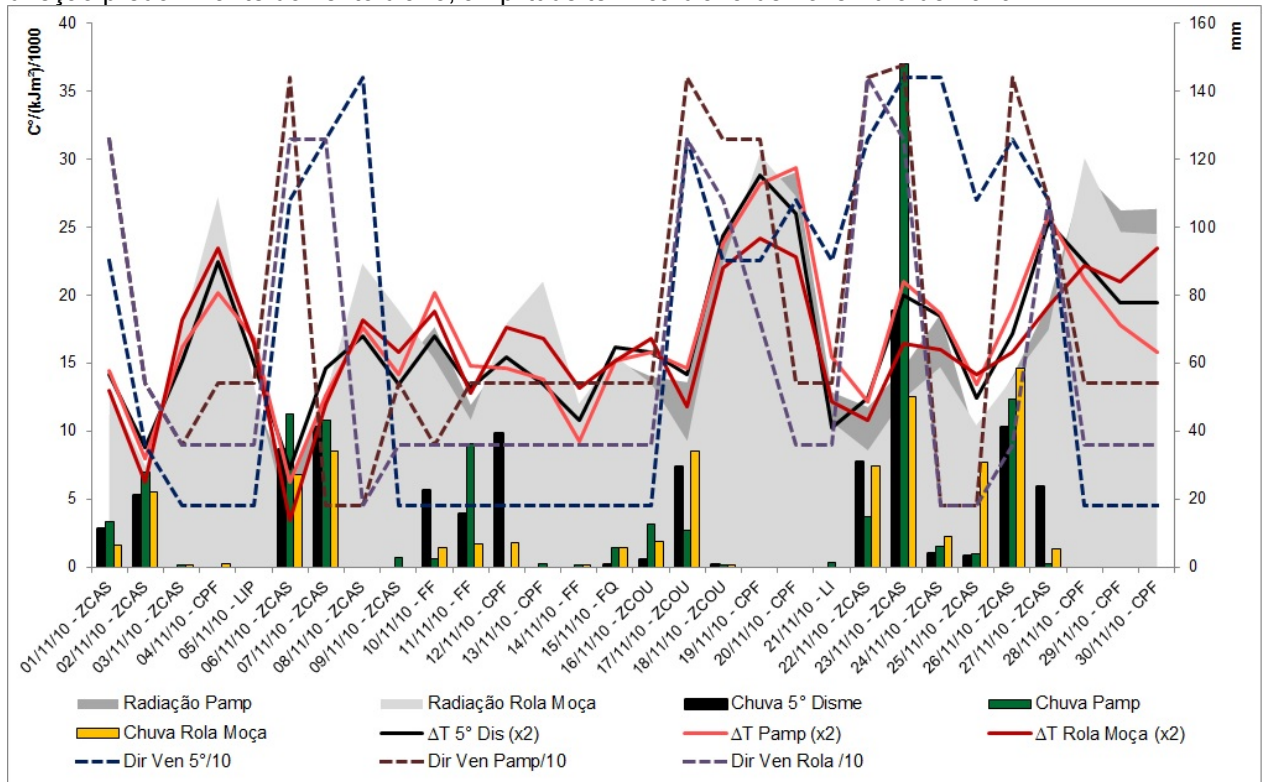 40
35
30
25
20
15
10
5
0
C°/(kJm²)/1000
160
140
120
100
80
60
40
20
0
mm
01/11/10 - ZCAS
02/11/10 - ZCAS
03/11/10 - ZCAS
04/11/10 - CPF
05/11/10 - LIP
06/11/10 - ZCAS
07/11/10 - ZCAS
08/11/10 - ZCAS
09/11/10 - ZCAS
10/11/10 - FF
11/11/10 - FF
12/11/10 - CPF
13/11/10 - CPF
14/11/10 - FF
15/11/10 - FQ
16/11/10 - ZCOU
17/11/10 - ZCOU
18/11/10 - ZCOU
19/11/10 - CPF
20/11/10 - CPF
21/11/10 - LI
22/11/10 - ZCAS
23/11/10 - ZCAS
24/11/10 - ZCAS
25/11/10 - ZCAS
26/11/10 - ZCAS
27/11/10 - ZCAS
28/11/10 - CPF
29/11/10 - CPF
30/11/10 - CPF
Radiação Pamp
Radiação Rola Moça
Chuva 5° Disme
Chuva Pamp
Chuva Rola Moça
ΔT 5° Dis (x2)
ΔT Pamp (x2)
ΔT Rola Moça (x2)
Dir Ven 5°/10
Dir Ven Pamp/10
Dir Ven Rola /10